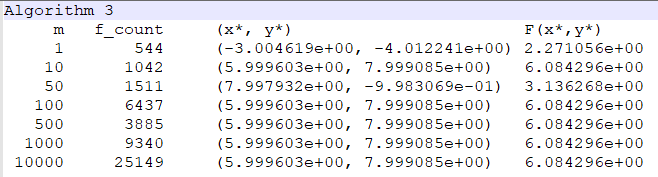 Algorithm 3
m f_count (x*, y*) F(x*,y*)
1 544 (-3.004619e+00, -4.012241e+00) 2.271056e+00
10 1042 (5.999603e+00, 7.999085e+00) 6.084296e+00
50 1511 (7.997932e+00, -9.983069e-01) 3.136268e+00
100 6437 (5.999603e+00, 7.999085e+00) 6.084296e+00
500 3885 (5.999603e+00, 7.999085e+00) 6.084296e+00
1000 9340 (5.999603e+00, 7.999085e+00) 6.084296e+00
10000 25149 (5.999603e+00, 7.999085e+00) 6.084296e+00